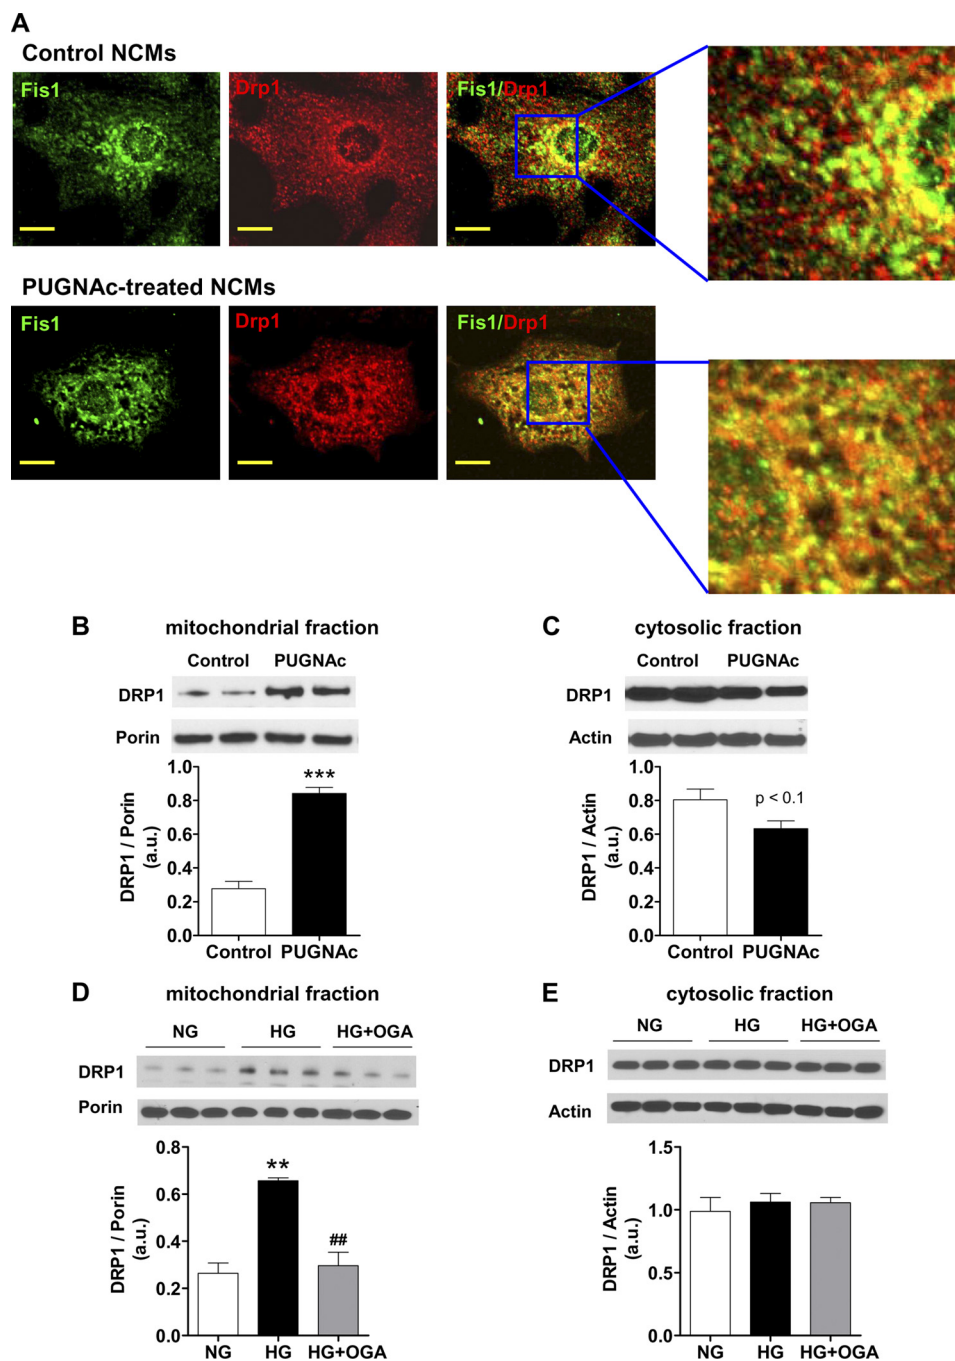 A
Control NCMs
Fis1
Drp1
Fis1/Drp1
PUGNAc-treated NCMs
Fis1
Drp1
Fis1/Drp1
B
mitochondrial fraction
Control PUGNAc
DRP1
Porin
DRP1 / Porin
(a.u.)
1.0
0.8
0.6
0.4
0.2
0.0
***
Control PUGNAc
C
cytosolic fraction
Control PUGNAc
DRP1
Actin
DRP1 / Actin
(a.u.)
1.0
0.8
0.6
0.4
0.2
0.0
p < 0.1
Control PUGNAc
D
mitochondrial fraction
NG HG HG+OGA
DRP1
Porin
DRP1 / Porin
(a.u.)
0.8
0.6
0.4
0.2
0.0
**
##
NG HG HG+OGA
E
cytosolic fraction
NG HG HG+OGA
DRP1
Actin
DRP1 / Actin
(a.u.)
1.5
1.0
0.5
0.0
NG HG HG+OGA